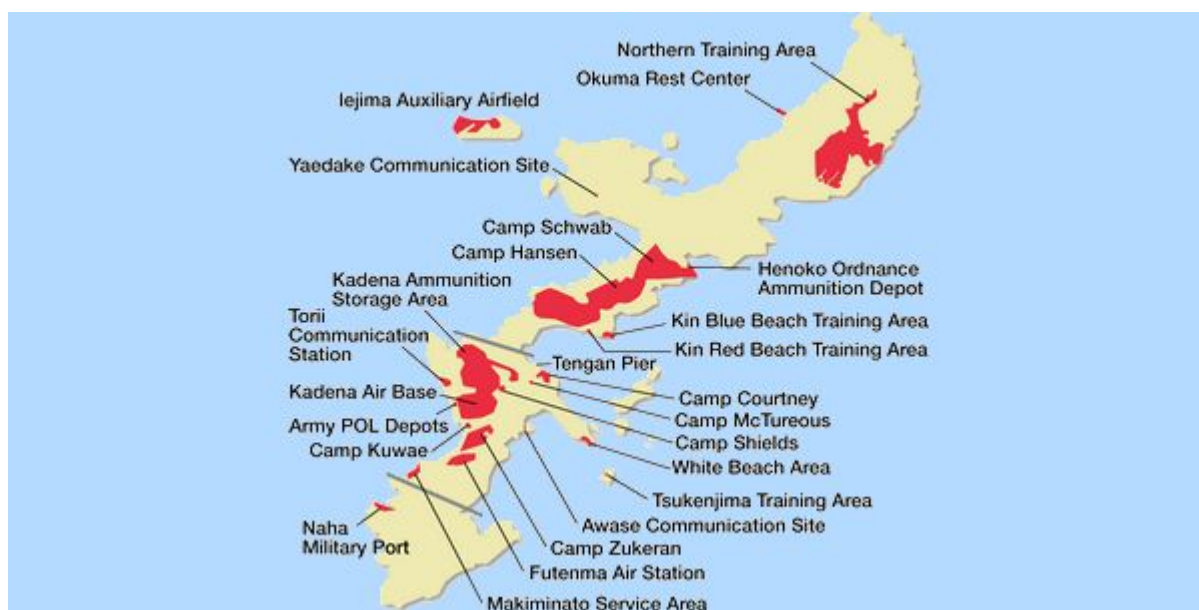 Northern Training Area
Okuma Rest Center
Iejima Auxiliary Airfield
Yaedake Communication Site
Camp Schwab
Camp Hansen
Henoko Ordnance
Ammunition Depot
Kadena Ammunition
Storage Area
Torii
Communication
Station
Kin Blue Beach Training Area
Kin Red Beach Training Area
Tengan Pier
Kadena Air Base
Camp Courtney
Army POL Depots
Camp McTureous
Camp Kuwae
Camp Shields
White Beach Area
Tsukenjima Training Area
Awase Communication Site
Naha
Military Port
Camp Zukeran
Futenma Air Station
Makiminato Service Area